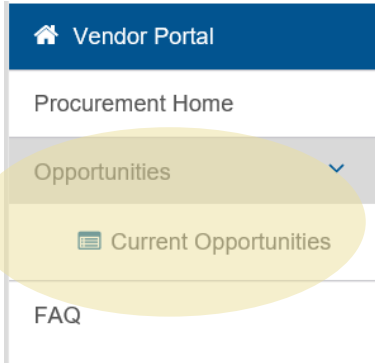 Vendor Portal
Procurement Home
Opportunities
Current Opportunities
FAQ